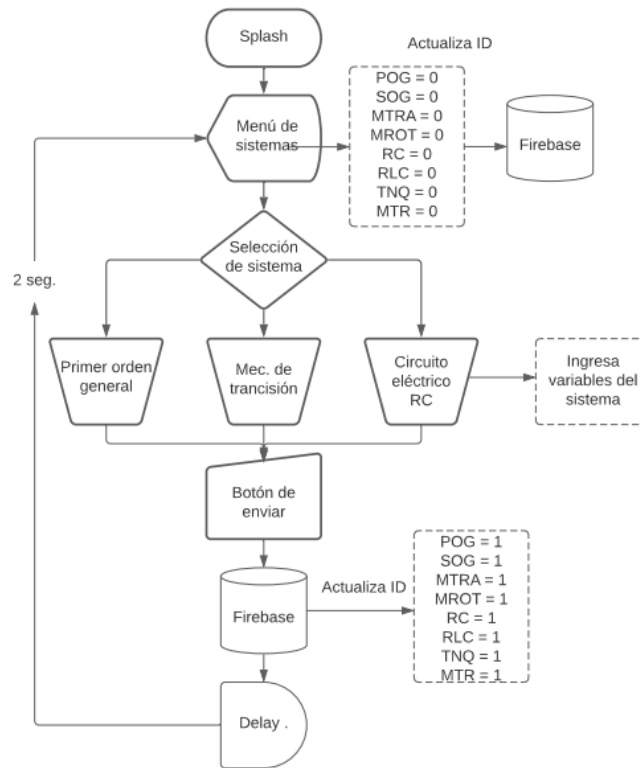 Splash
Actualiza ID
Menú de
sistemas
POG = 0
SOG = 0
MTRA = 0
MROT = 0
RC = 0
RLC = 0
TNQ = 0
MTR = 0
Firebase
Selección
de sistema
2 seg.
Primer orden
general
Mec. de
trancisión
Circuito
eléctrico
RC
Ingresa
variables del
sistema
Botón de
enviar
Firebase
Actualiza ID
POG = 1
SOG = 1
MTRA = 1
MROT = 1
RC = 1
RLC = 1
TNQ = 1
MTR = 1
Delay .